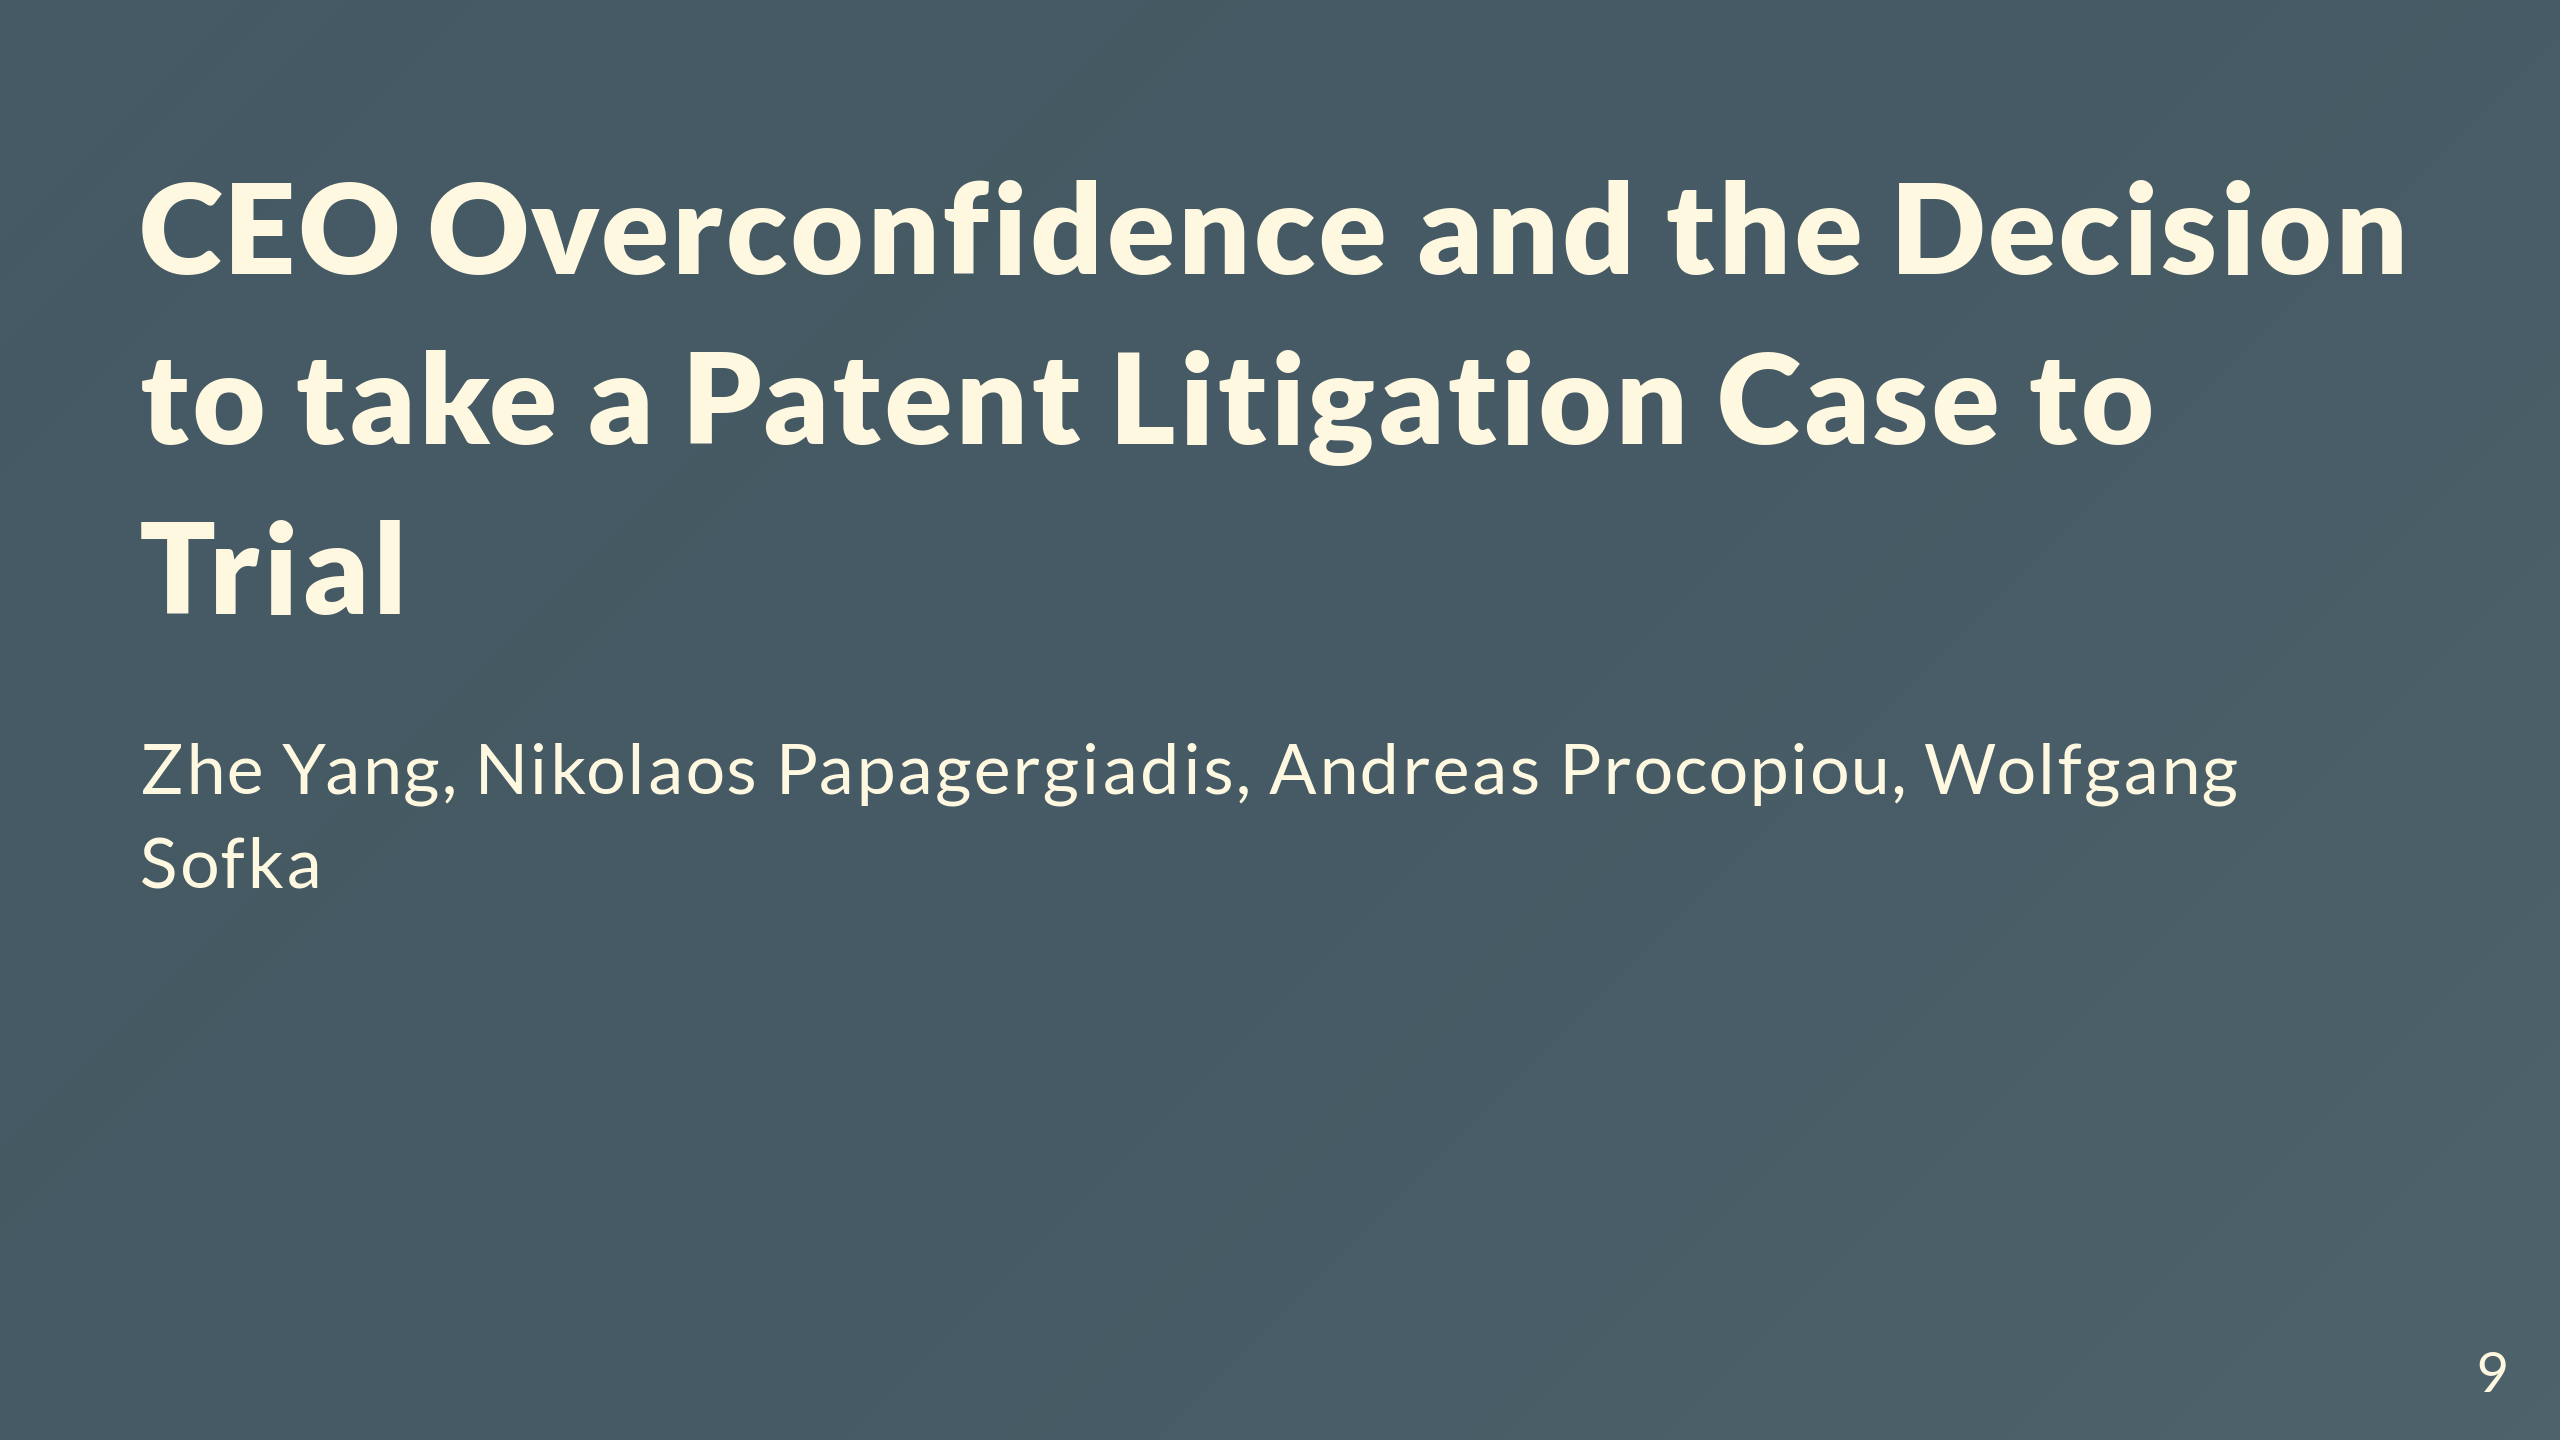 CEO Overconfidence and the Decision
to take a Patent Litigation Case to
Trial
Zhe Yang, Nikolaos Papagergiadis, Andreas Procopiou, Wolfgang
Sofka
9